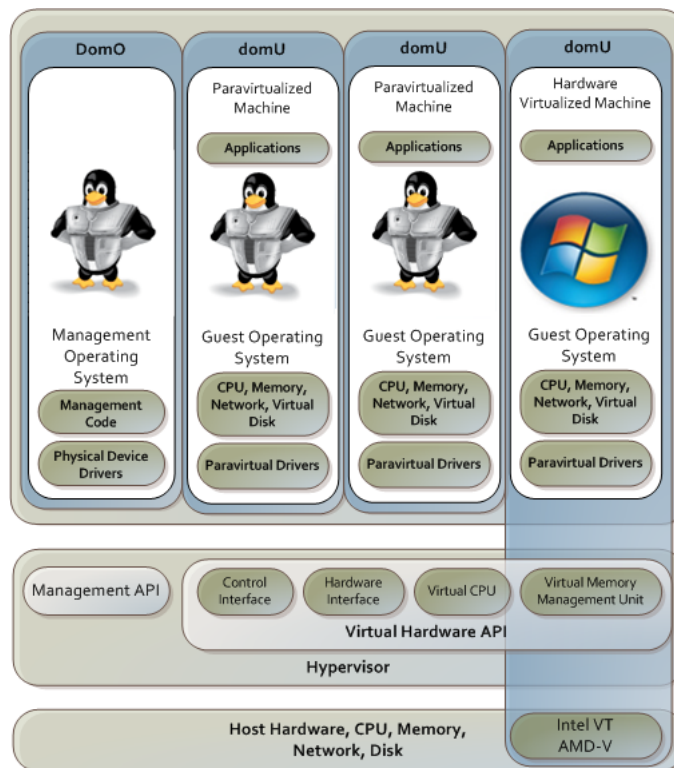 DomO
Management
Operating
System
Management
Code
Physical Device
Drivers
domU
Paravirtualized
Machine
Applications
Guest Operating
System
CPU, Memory,
Network, Virtual
Disk
Paravirtual Drivers
domU
Paravirtualized
Machine
Applications
Guest Operating
System
CPU, Memory,
Network, Virtual
Disk
Paravirtual Drivers
domU
Hardware
Virtualized Machine
Applications
TM
Guest Operating
System
CPU, Memory,
Network, Virtual
Disk
Paravirtual Drivers
Management API
Control
Interface
Hardware
Interface
Virtual CPU
Virtual Memory
Management Unit
Virtual Hardware API
Hypervisor
Host Hardware, CPU, Memory,
Network, Disk
Intel VT
AMD-V